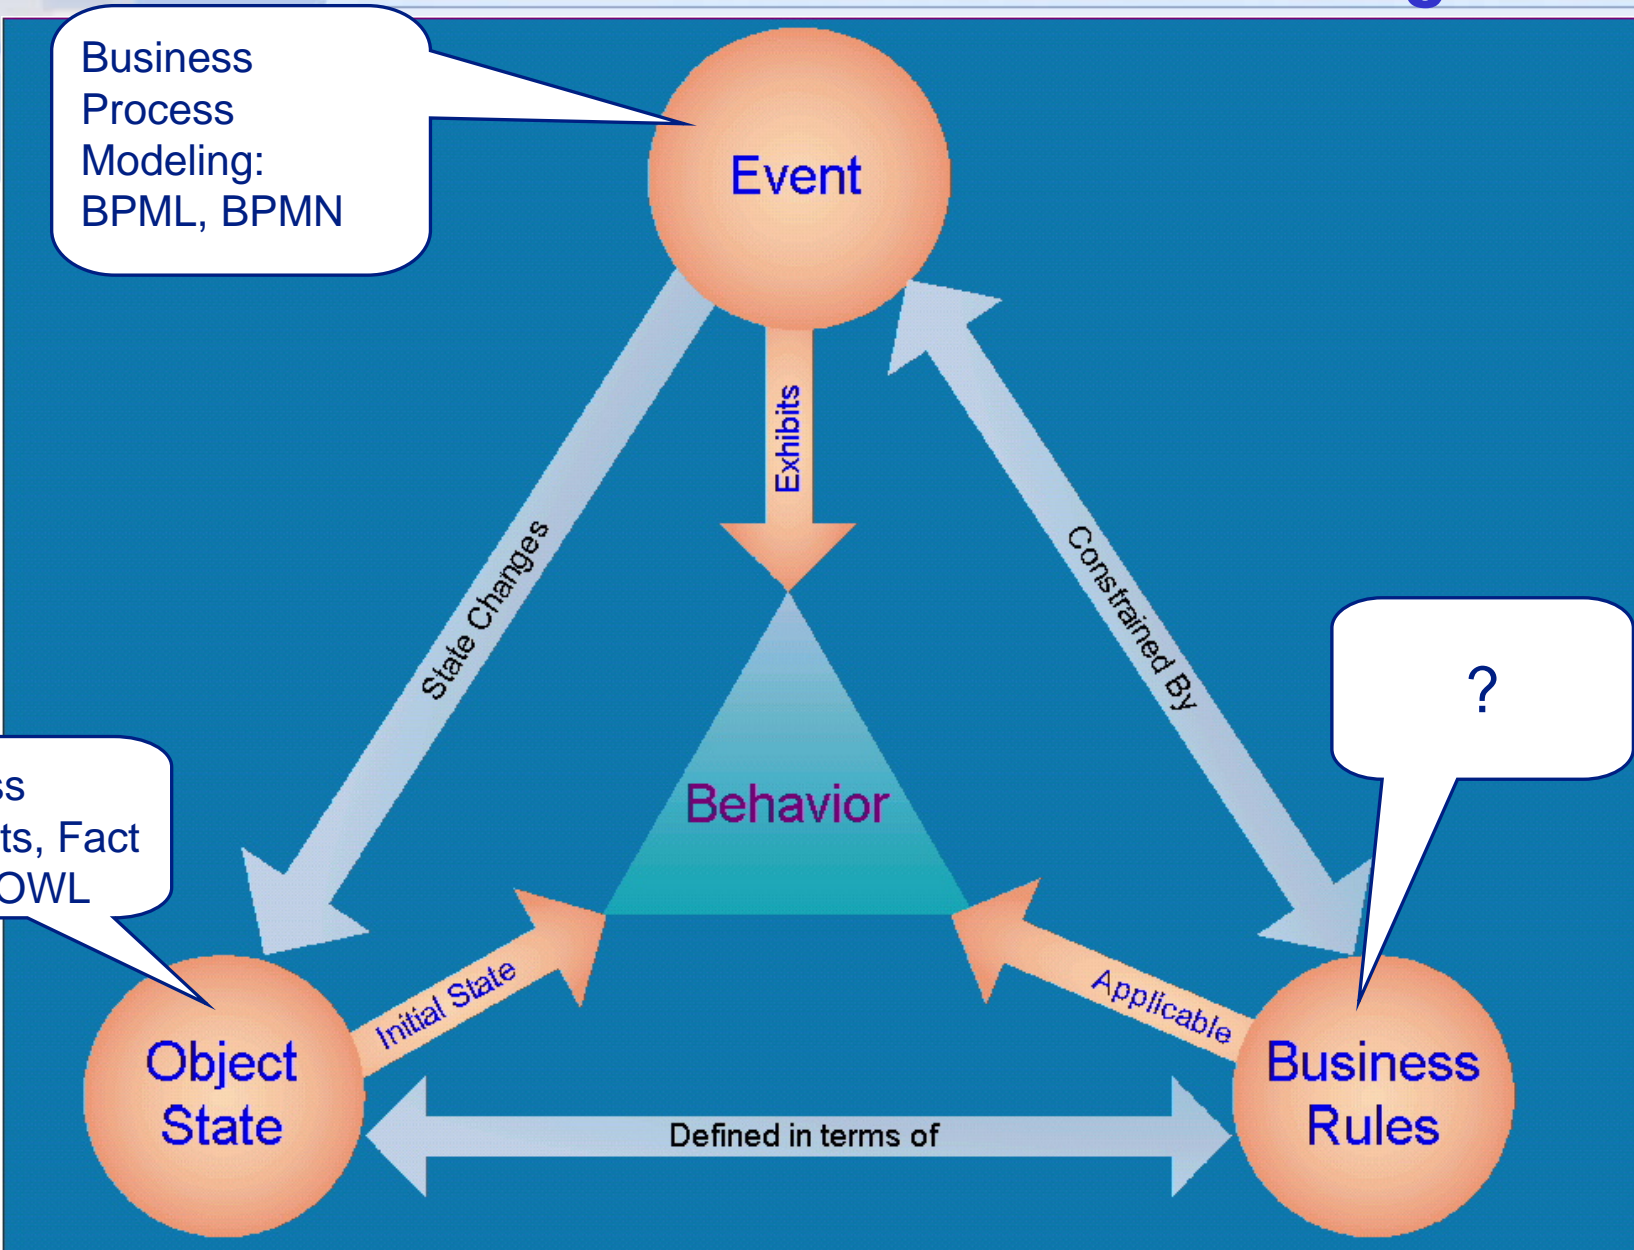 Business
Process
Modeling:
BPML, BPMN
Event
Exhibits
State Changes
Constrained By
?
Behavior
ss
ts, Fact
OWL
Initial State
Applicable
Object
State
Business
Rules
Defined in terms of